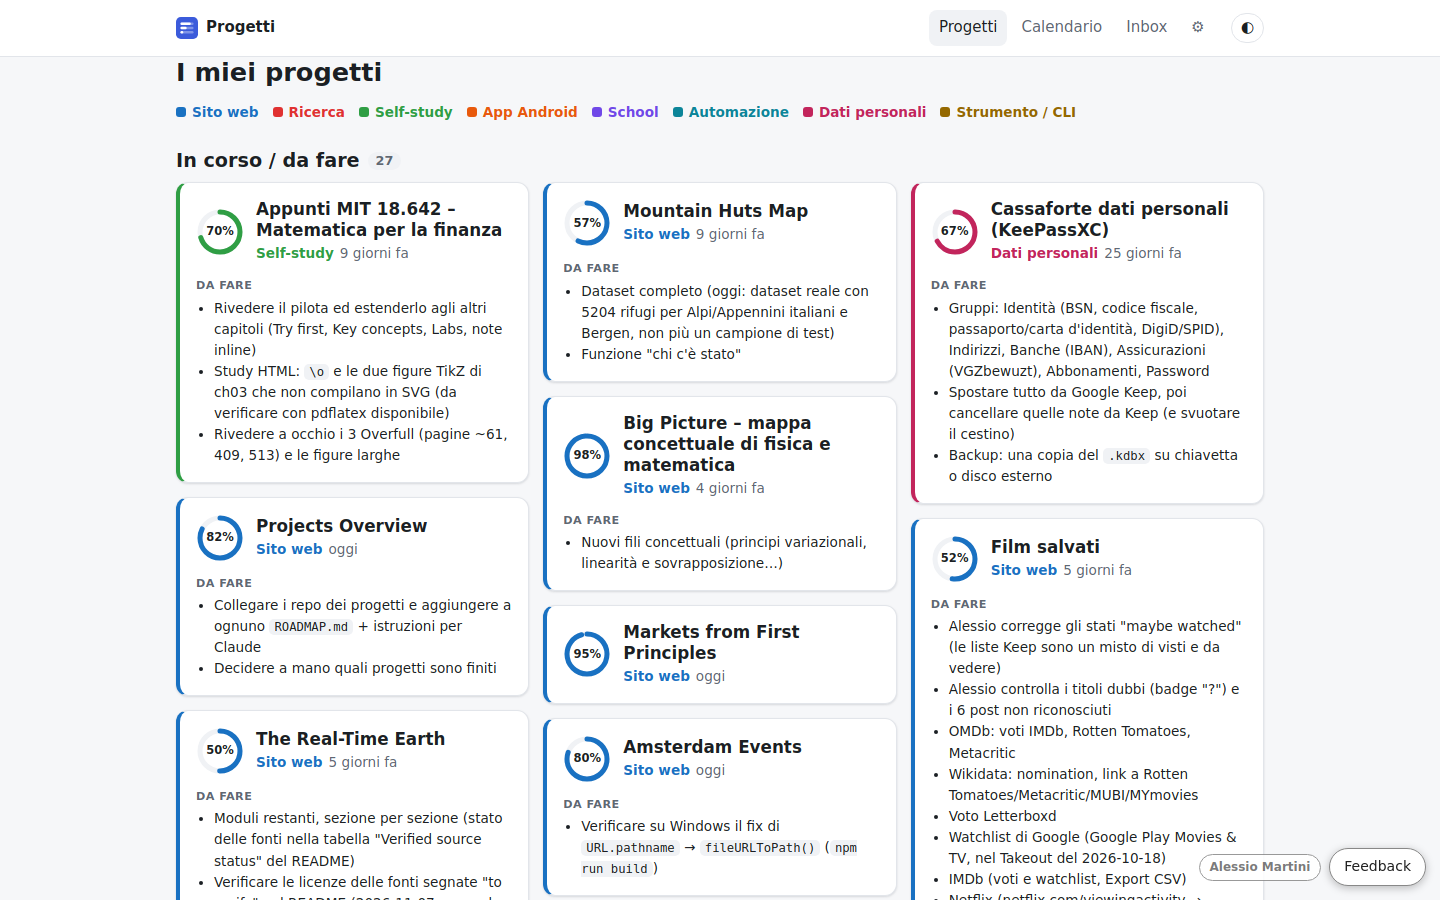 Progetti
Progetti
Calendario
Inbox
I miei progetti
Sito web
Ricerca
Self-study
App Android
School
Automazione
Dati personali
Strumento / CLI
In corso / da fare 27
70%
Appunti MIT 18.642 –
Matematica per la finanza
Self-study 9 giorni fa
DA FARE
• Rivedere il pilota ed estenderlo agli altri
capitoli (Try first, Key concepts, Labs, note
inline)
• Study HTML: \o e le due figure TikZ di
ch03 che non compilano in SVG (da
verificare con pdflatex disponibile)
• Rivedere a occhio i 3 Overfull (pagine ~61,
409, 513) e le figure larghe
82%
Projects Overview
Sito web oggi
DA FARE
• Collegare i repo dei progetti e aggiungere a
ognuno ROADMAP.md + istruzioni per
Claude
• Decidere a mano quali progetti sono finiti
50%
The Real-Time Earth
Sito web 5 giorni fa
DA FARE
• Moduli restanti, sezione per sezione (stato
delle fonti nella tabella "Verified source
status" del README)
• Verificare le licenze delle fonti segnate "to
57%
Mountain Huts Map
Sito web 9 giorni fa
DA FARE
• Dataset completo (oggi: dataset reale con
5204 rifugi per Alpi/Appennini italiani e
Bergen, non più un campione di test)
• Funzione "chi c'è stato"
98%
Big Picture – mappa
concettuale di fisica e
matematica
Sito web 4 giorni fa
DA FARE
• Nuovi fili concettuali (principi variazionali,
linearità e sovrapposizione...)
95%
Markets from First
Principles
Sito web oggi
80%
Amsterdam Events
Sito web oggi
DA FARE
• Verificare su Windows il fix di
URL.pathname → fileURLToPath() ( npm
run build )
67%
Cassaforte dati personali
(KeePassXC)
Dati personali 25 giorni fa
DA FARE
• Gruppi: Identità (BSN, codice fiscale,
passaporto/carta d'identità, DigiD/SPID),
Indirizzi, Banche (IBAN), Assicurazioni
(VGZbewuzt), Abbonamenti, Password
• Spostare tutto da Google Keep, poi
cancellare quelle note da Keep (e svuotare
il cestino)
• Backup: una copia del .kdbx su chiavetta
o disco esterno
52%
Film salvati
Sito web 5 giorni fa
DA FARE
• Alessio corregge gli stati "maybe watched"
(le liste Keep sono un misto di visti e da
vedere)
• Alessio controlla i titoli dubbi (badge "?") e
i 6 post non riconosciuti
• OMDb: voti IMDb, Rotten Tomatoes,
Metacritic
• Wikidata: nomination, link a Rotten
Tomatoes/Metacritic/MUBI/MYmovies
• Voto Letterboxd
• Watchlist di Google (Google Play Movies &
TV, nel Takeout del 2026-10-18)
• IMDb (voti e watchlist, Export CSV)
Alessio Martini
Feedback